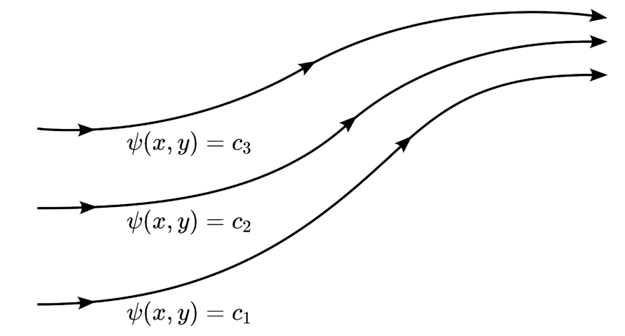 ψ(x, y) = c₃
ψ(x, y) = c₂
ψ(x, y) = c₁